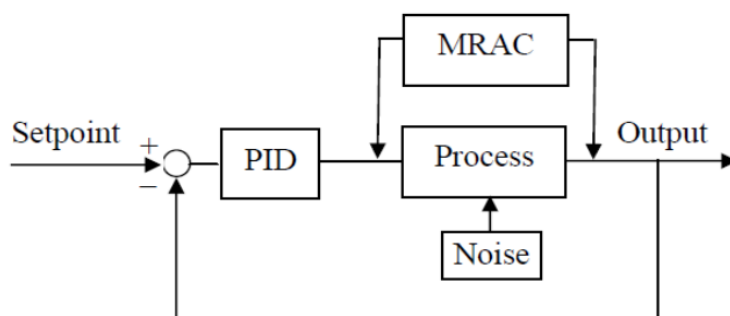 MRAC
Setpoint
+
PID
Process
Output
−
Noise